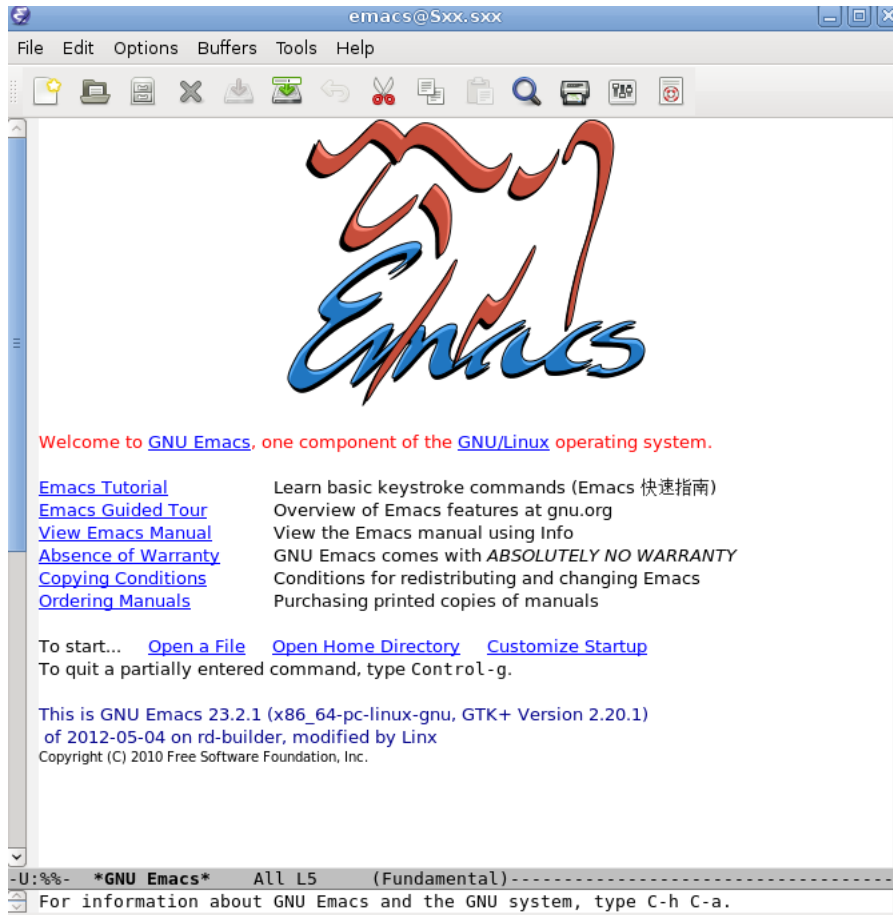 emacs@Sxx.sxx
File Edit Options Buffers Tools Help
Emacs
Welcome to GNU Emacs, one component of the GNU/Linux operating system.
Emacs Tutorial Learn basic keystroke commands (Emacs 快速指南)
Emacs Guided Tour Overview of Emacs features at gnu.org
View Emacs Manual View the Emacs manual using Info
Absence of Warranty GNU Emacs comes with ABSOLUTELY NO WARRANTY
Copying Conditions Conditions for redistributing and changing Emacs
Ordering Manuals Purchasing printed copies of manuals
To start... Open a File Open Home Directory Customize Startup
To quit a partially entered command, type Control-g.
This is GNU Emacs 23.2.1 (x86_64-pc-linux-gnu, GTK+ Version 2.20.1)
of 2012-05-04 on rd-builder, modified by Linx
Copyright (C) 2010 Free Software Foundation, Inc.
-U:%%- *GNU Emacs* All L5 (Fundamental)------------------------------------
For information about GNU Emacs and the GNU system, type C-h C-a.